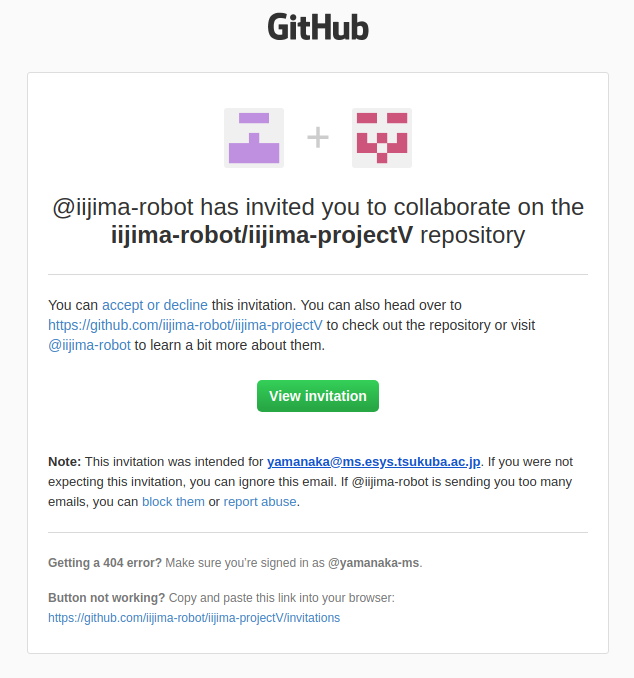 GitHub
+
@iijima-robot has invited you to collaborate on the
iijima-robot/iijima-projectV repository
You can accept or decline this invitation. You can also head over to
https://github.com/iijima-robot/iijima-projectV to check out the repository or visit
@iijima-robot to learn a bit more about them.
View invitation
Note: This invitation was intended for yamanaka@ms.esys.tsukuba.ac.jp. If you were not
expecting this invitation, you can ignore this email. If @iijima-robot is sending you too many
emails, you can block them or report abuse.
Getting a 404 error? Make sure you’re signed in as @yamanaka-ms.
Button not working? Copy and paste this link into your browser:
https://github.com/iijima-robot/iijima-projectV/invitations